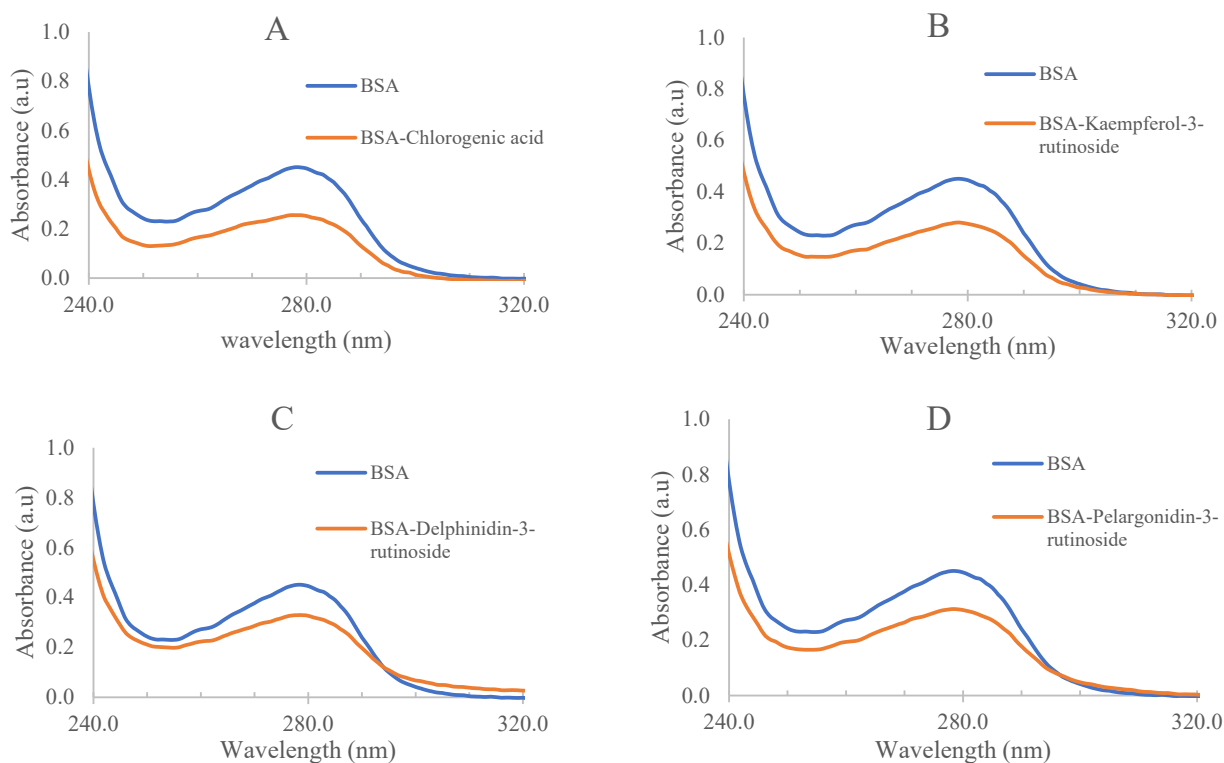 A
1.0
0.8
0.6
0.4
0.2
0.0
240.0
280.0
320.0
Absorbance (a.u)
wavelength (nm)
BSA
BSA-Chlorogenic acid
B
1.0
0.8
0.6
0.4
0.2
0.0
240.0
280.0
320.0
Absorbance (a.u)
Wavelength (nm)
BSA
BSA-Kaempferol-3-
rutinoside
C
1.0
0.8
0.6
0.4
0.2
0.0
240.0
280.0
320.0
Absorbance (a.u)
Wavelength (nm)
BSA
BSA-Delphinidin-3-
rutinoside
D
1.0
0.8
0.6
0.4
0.2
0.0
240.0
280.0
320.0
Absorbance (a.u)
Wavelength (nm)
BSA
BSA-Pelargonidin-3-
rutinoside